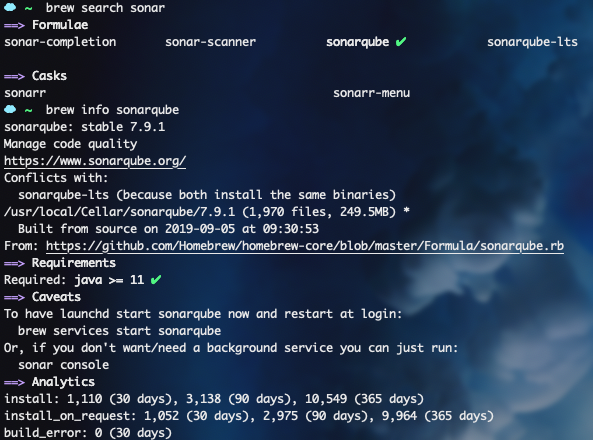 ~ brew search sonar
==> Formulae
sonar-completion sonar-scanner sonarqube ✔ sonarqube-lts
==> Casks
sonarr sonarr-menu
~ brew info sonarqube
sonarqube: stable 7.9.1
Manage code quality
https://www.sonarqube.org/
Conflicts with:
sonarqube-lts (because both install the same binaries)
/usr/local/Cellar/sonarqube/7.9.1 (1,970 files, 249.5MB) *
Built from source on 2019-09-05 at 09:30:53
From: https://github.com/Homebrew/homebrew-core/blob/master/Formula/sonarqube.rb
==> Requirements
Required: java >= 11 ✔
==> Caveats
To have launchd start sonarqube now and restart at login:
brew services start sonarqube
Or, if you don't want/need a background service you can just run:
sonar console
==> Analytics
install: 1,110 (30 days), 3,138 (90 days), 10,549 (365 days)
install_on_request: 1,052 (30 days), 2,975 (90 days), 9,964 (365 days)
build_error: 0 (30 days)